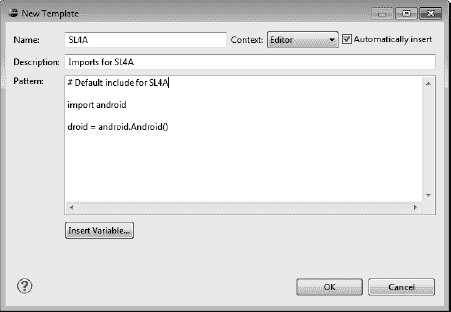 New Template
Name: SL4A Context: Editor Automatically insert
Description: Imports for SL4A
Pattern: # Default include for SL4A
import android
droid = android.Android()
Insert Variable...
? OK Cancel